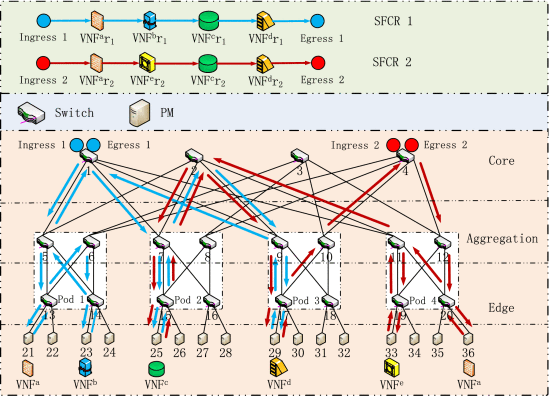 SFCR 1
Ingress 1 VNFᵃr₁ VNFᵇr₁ VNFᶜr₁ VNFᵈr₁ Egress 1
SFCR 2
Ingress 2 VNFᵃr₂ VNFᵉr₂ VNFᶜr₂ VNFᵈr₂ Egress 2
Switch PM
Ingress 1 Egress 1 Ingress 2 Egress 2
Core
1 2 3 4
Aggregation
5 6 7 8 9 10 11 12
Pod 1 Pod 2 Pod 3 Pod 4
Edge
13 14 15 16 17 18 19 20
21 22 23 24 25 26 27 28 29 30 31 32 33 34 35 36
VNFᵃ VNFᵇ VNFᶜ VNFᵈ VNFᵉ VNFᵃ